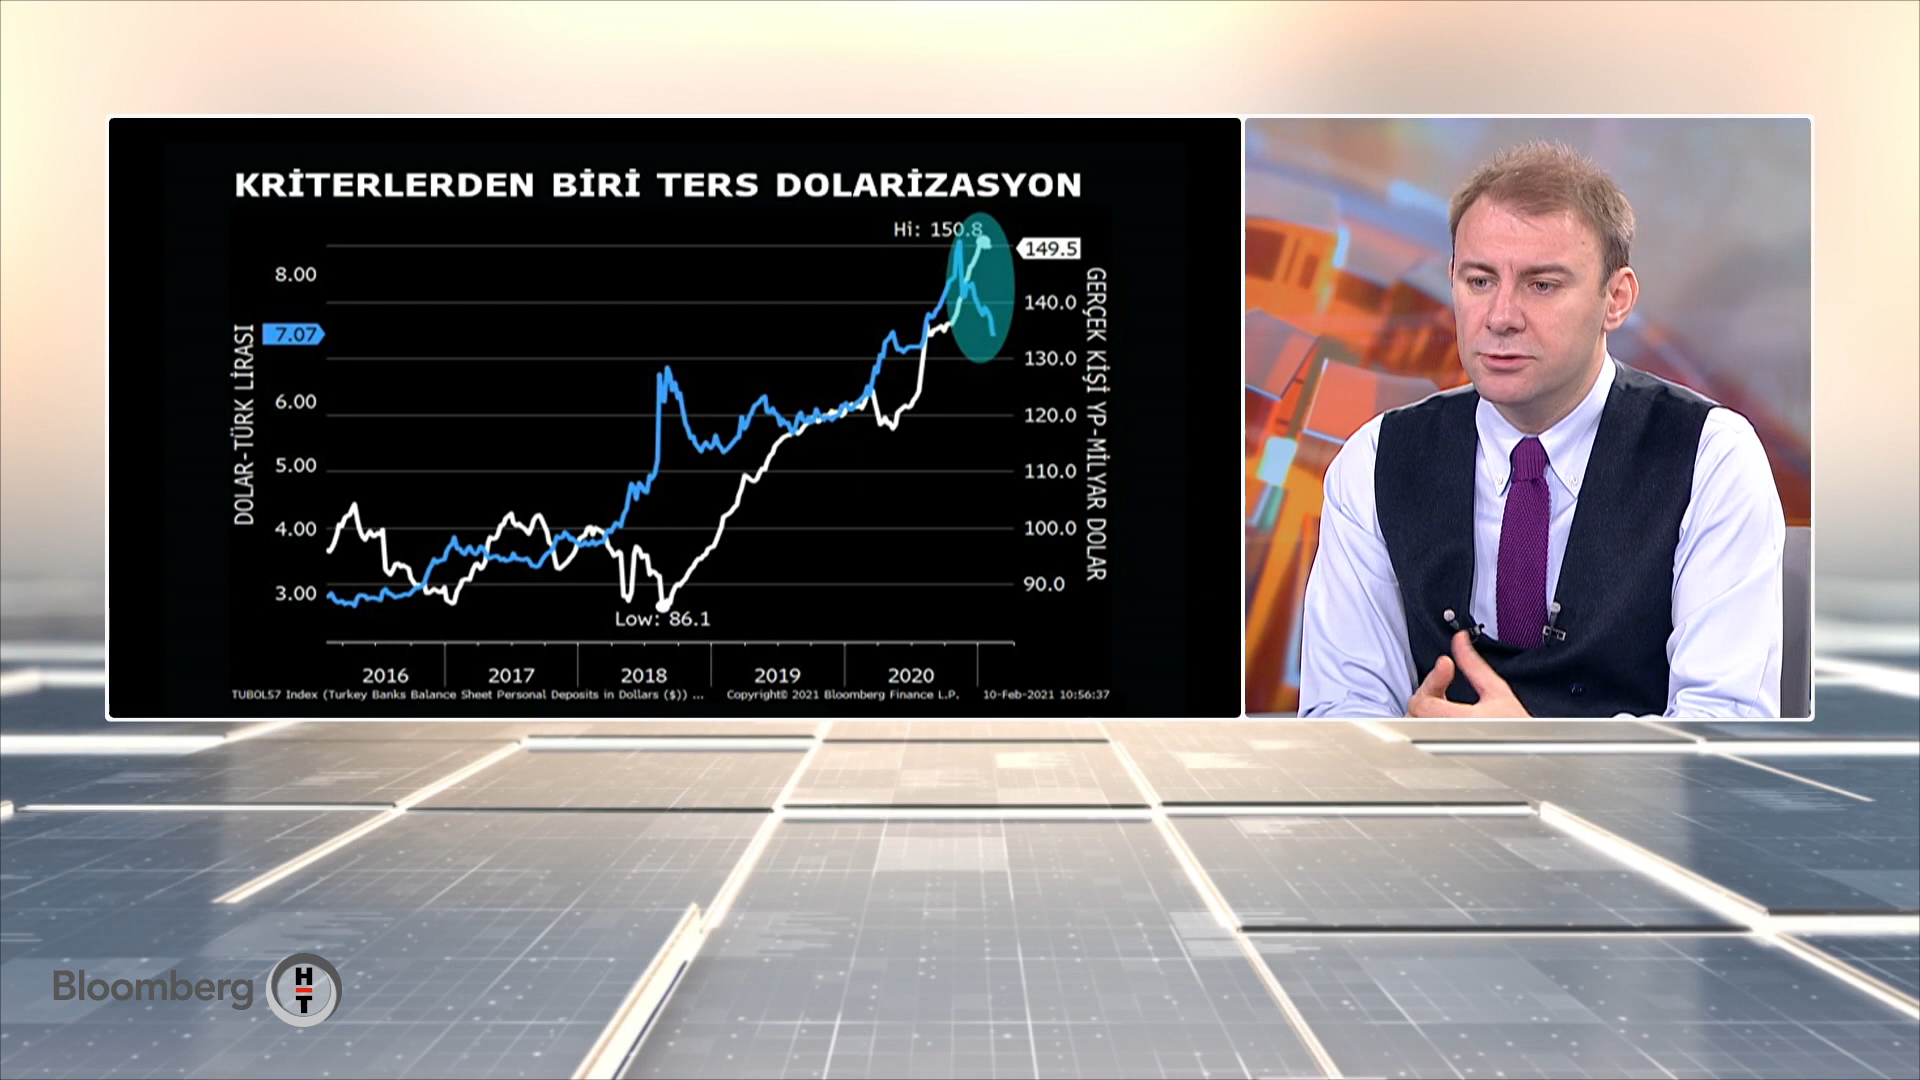 KRİTERLERDEN BİRİ TERS DOLARİZASYON
Hi: 150.8
149.5
8.00
7.07
6.00
5.00
4.00
3.00
DOLAR-TÜRK LİRASI
140.0
130.0
120.0
110.0
100.0
90.0
GERÇEK KİŞİ YP-MİLYAR DOLAR
Low: 86.1
2016 2017 2018 2019 2020
TUBOL57 Index (Turkey Banks Balance Sheet Personal Deposits in Dollars ($)) ... Copyright© 2021 Bloomberg Finance L.P. 10-Feb-2021 10:56:37
Bloomberg HT